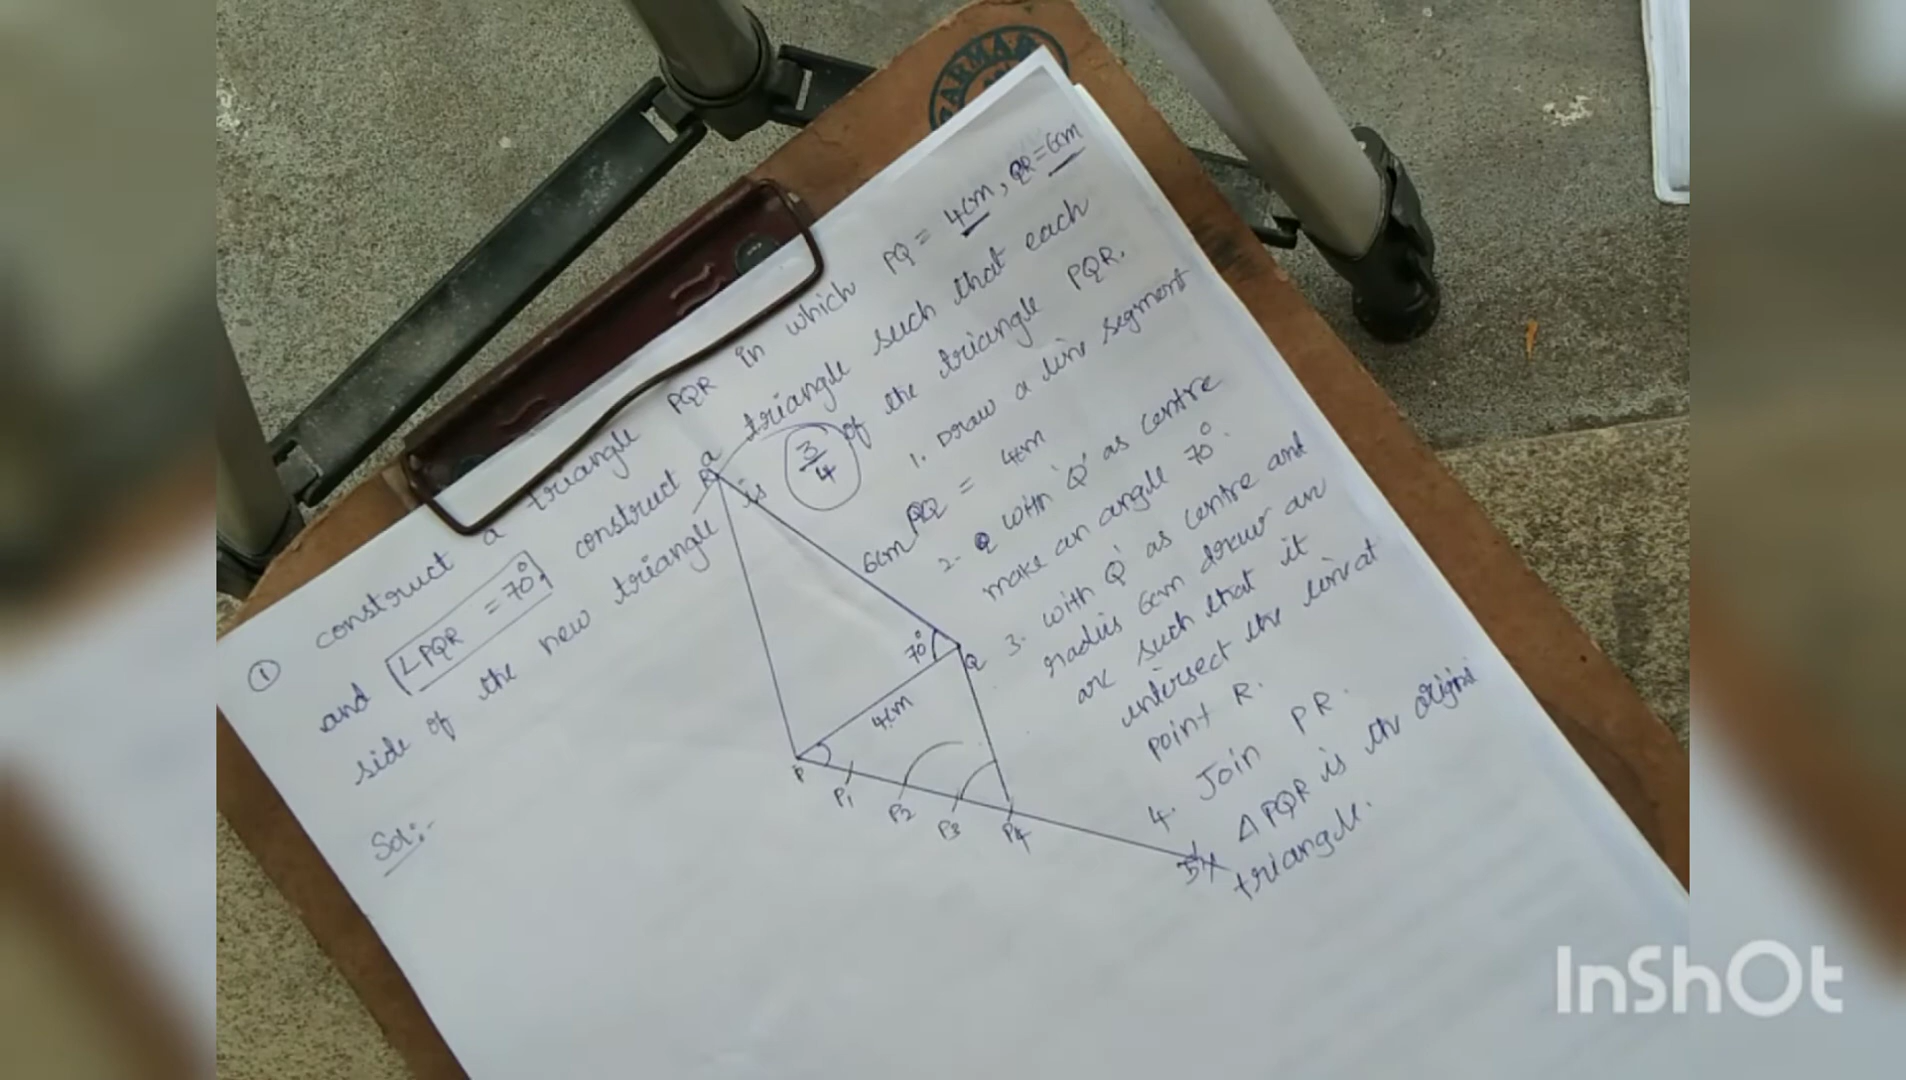 ARMA
① construct a triangle PQR in which PQ = 4cm, QR = 6cm
and ∠PQR = 70°, construct a triangle such that each
side of the new triangle is 3/4 of the triangle PQR.
Sol:-
1. Draw a line segment
PQ = 4cm
2. Q with 'Q' as centre
make an angle 70°.
3. with 'Q' as centre and
radius 6cm draw an
arc such that it
intersect the line at
point R.
4. Join PR.
△PQR is the
triangle.
R
6cm
70°
Q
4cm
P
P1
P2
P3
P4
X
InShOt